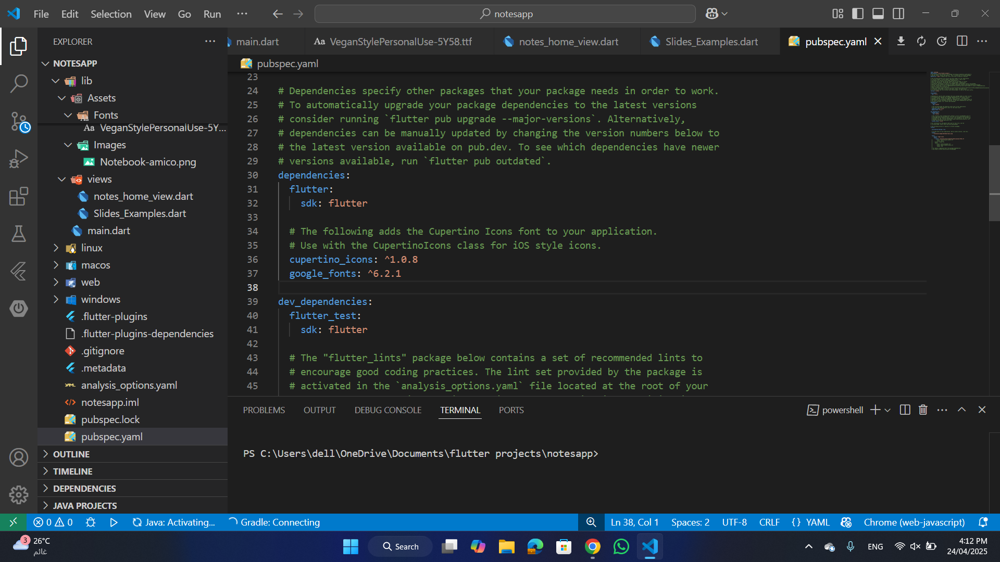 File Edit Selection View Go Run ···
notesapp
EXPLORER
main.dart
VeganStylePersonalUse-5Y58.ttf
notes_home_view.dart
Slides_Examples.dart
pubspec.yaml
NOTESAPP
lib
Assets
Fonts
VeganStylePersonalUse-5Y...
Images
Notebook-amico.png
views
notes_home_view.dart
Slides_Examples.dart
main.dart
linux
macos
web
windows
.flutter-plugins
.flutter-plugins-dependencies
.gitignore
.metadata
analysis_options.yaml
notesapp.iml
pubspec.lock
pubspec.yaml
OUTLINE
TIMELINE
DEPENDENCIES
JAVA PROJECTS
pubspec.yaml
23
24 # Dependencies specify other packages that your package needs in order to work.
25 # To automatically upgrade your package dependencies to the latest versions
26 # consider running `flutter pub upgrade --major-versions`. Alternatively,
27 # dependencies can be manually updated by changing the version numbers below to
28 # the latest version available on pub.dev. To see which dependencies have newer
29 # versions available, run `flutter pub outdated`.
30 dependencies:
31 flutter:
32 sdk: flutter
33
34 # The following adds the Cupertino Icons font to your application.
35 # Use with the CupertinoIcons class for iOS style icons.
36 cupertino_icons: ^1.0.8
37 google_fonts: ^6.2.1
38
39 dev_dependencies:
40 flutter_test:
41 sdk: flutter
42
43 # The "flutter_lints" package below contains a set of recommended lints to
44 # encourage good coding practices. The lint set provided by the package is
45 # activated in the `analysis_options.yaml` file located at the root of your
PROBLEMS OUTPUT DEBUG CONSOLE TERMINAL PORTS
powershell
PS C:\Users\dell\OneDrive\Documents\flutter projects\notesapp>
0 0 Java: Activating... Gradle: Connecting
Ln 38, Col 1 Spaces: 2 UTF-8 CRLF {} YAML Chrome (web-javascript)
3
26°C
غائم
Search
ENG
4:12 PM
24/04/2025